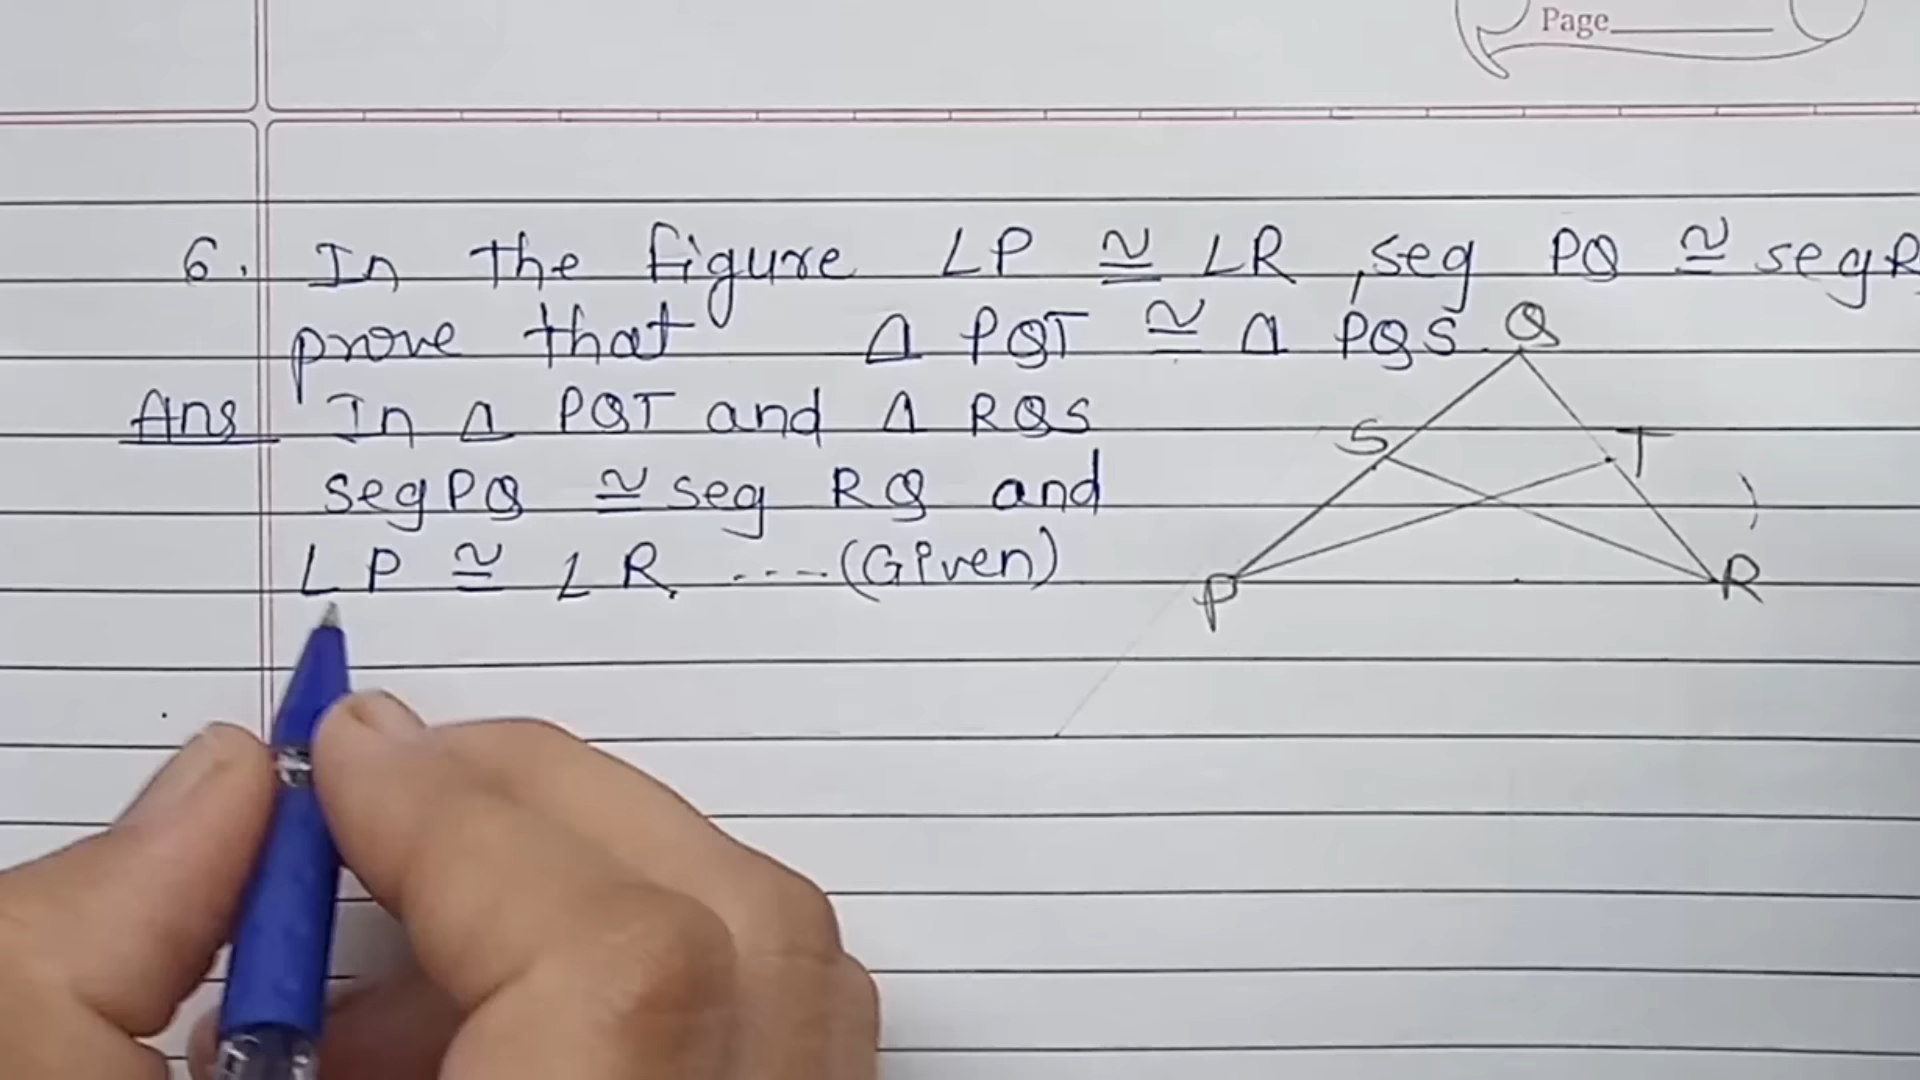 Page
6. In the figure ∠P ≅ ∠R, seg PQ ≅ seg R
prove that Δ PQT ≅ Δ PQS.
Q
Ans In Δ PQT and Δ RQS
S T
seg PQ ≅ seg RQ and
∠P ≅ ∠R. ----(Given)
P R